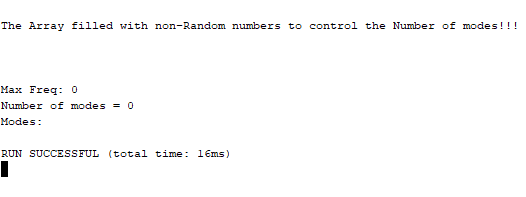 The Array filled with non-Random numbers to control the Number of modes!!!
Max Freq: 0
Number of modes = 0
Modes:
RUN SUCCESSFUL (total time: 16ms)